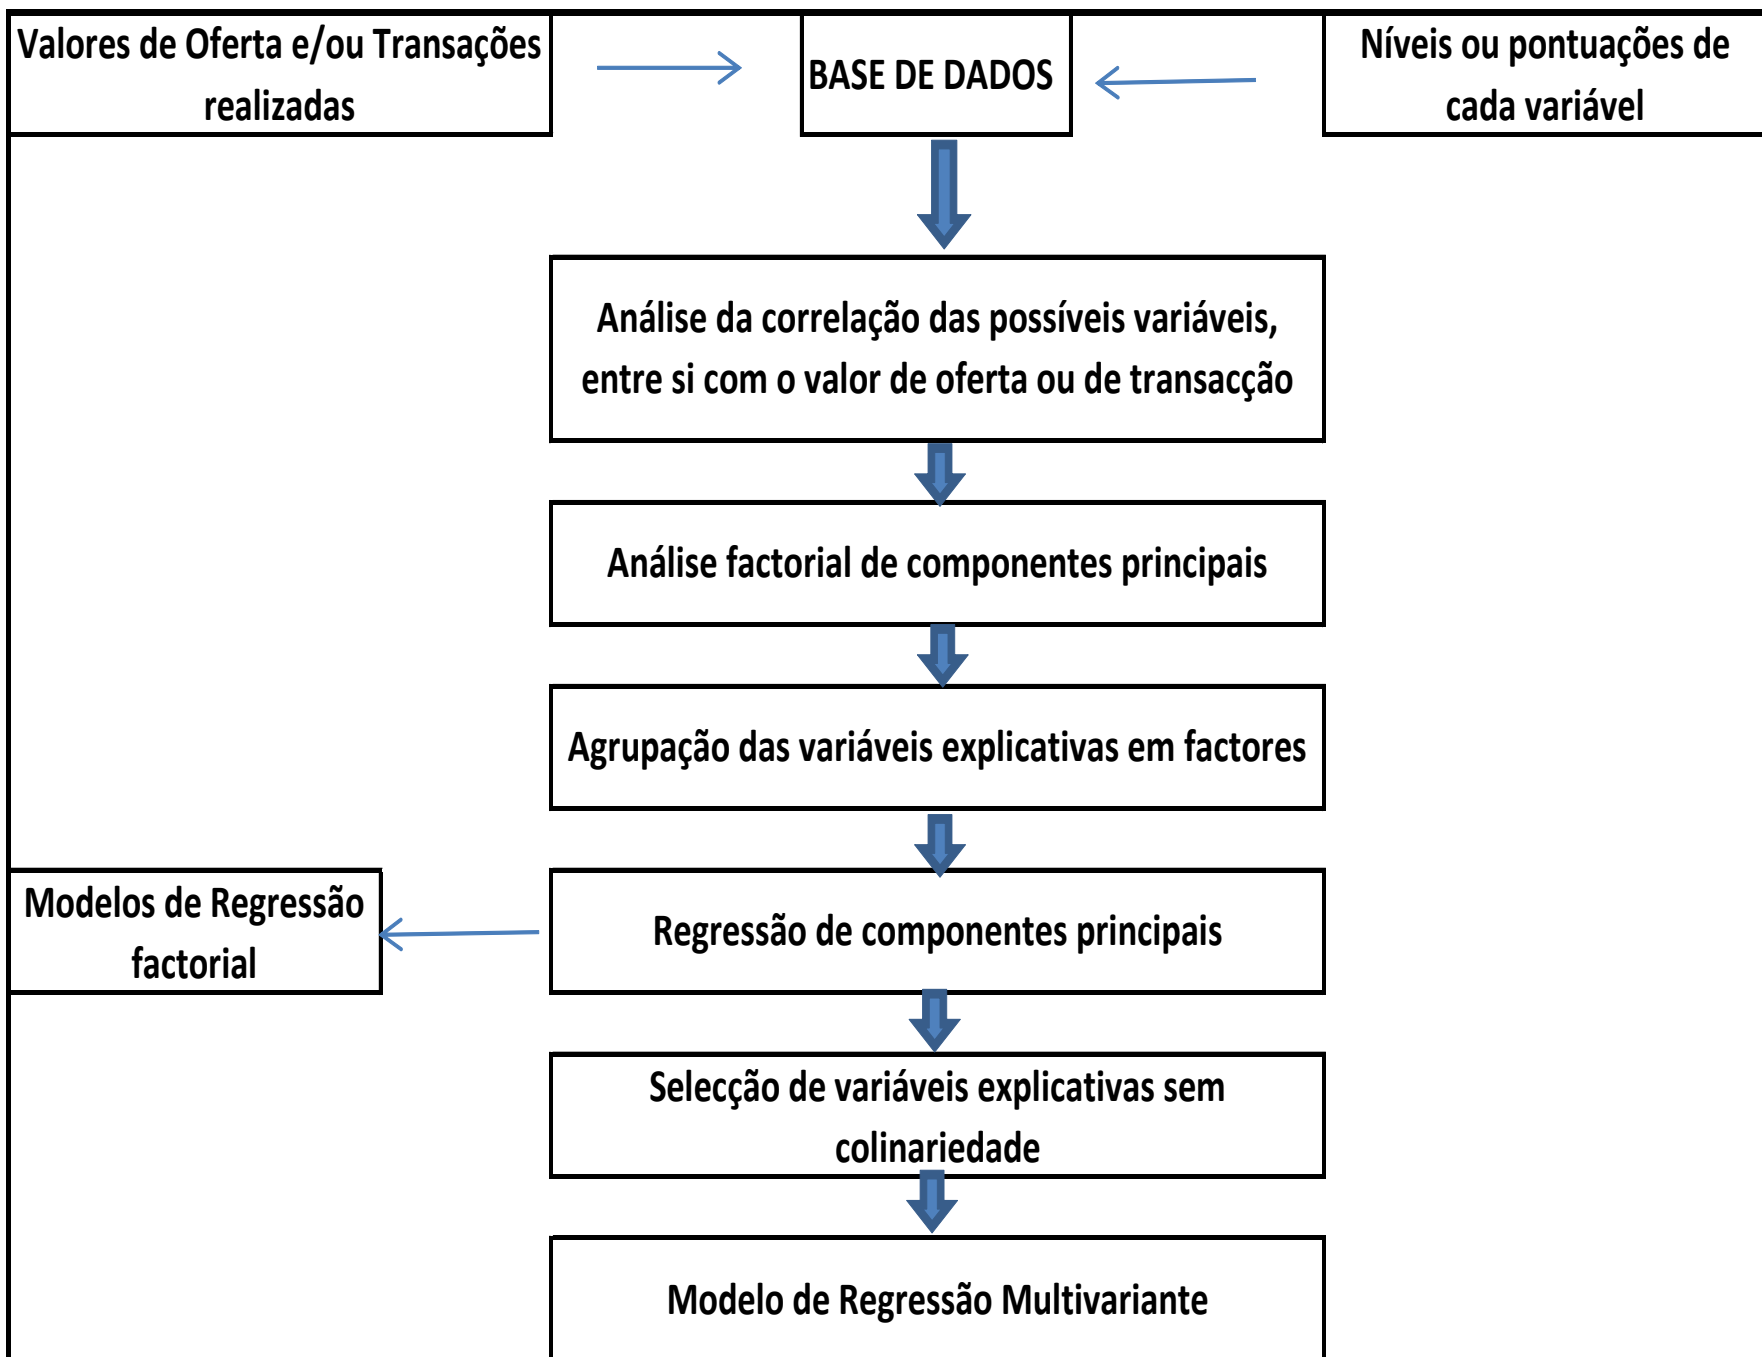 Valores de Oferta e/ou Transações
realizadas
BASE DE DADOS
Níveis ou pontuações de
cada variável
Análise da correlação das possíveis variáveis,
entre si com o valor de oferta ou de transacção
Análise factorial de componentes principais
Agrupação das variáveis explicativas em factores
Modelos de Regressão
factorial
Regressão de componentes principais
Selecção de variáveis explicativas sem
colinariedade
Modelo de Regressão Multivariante